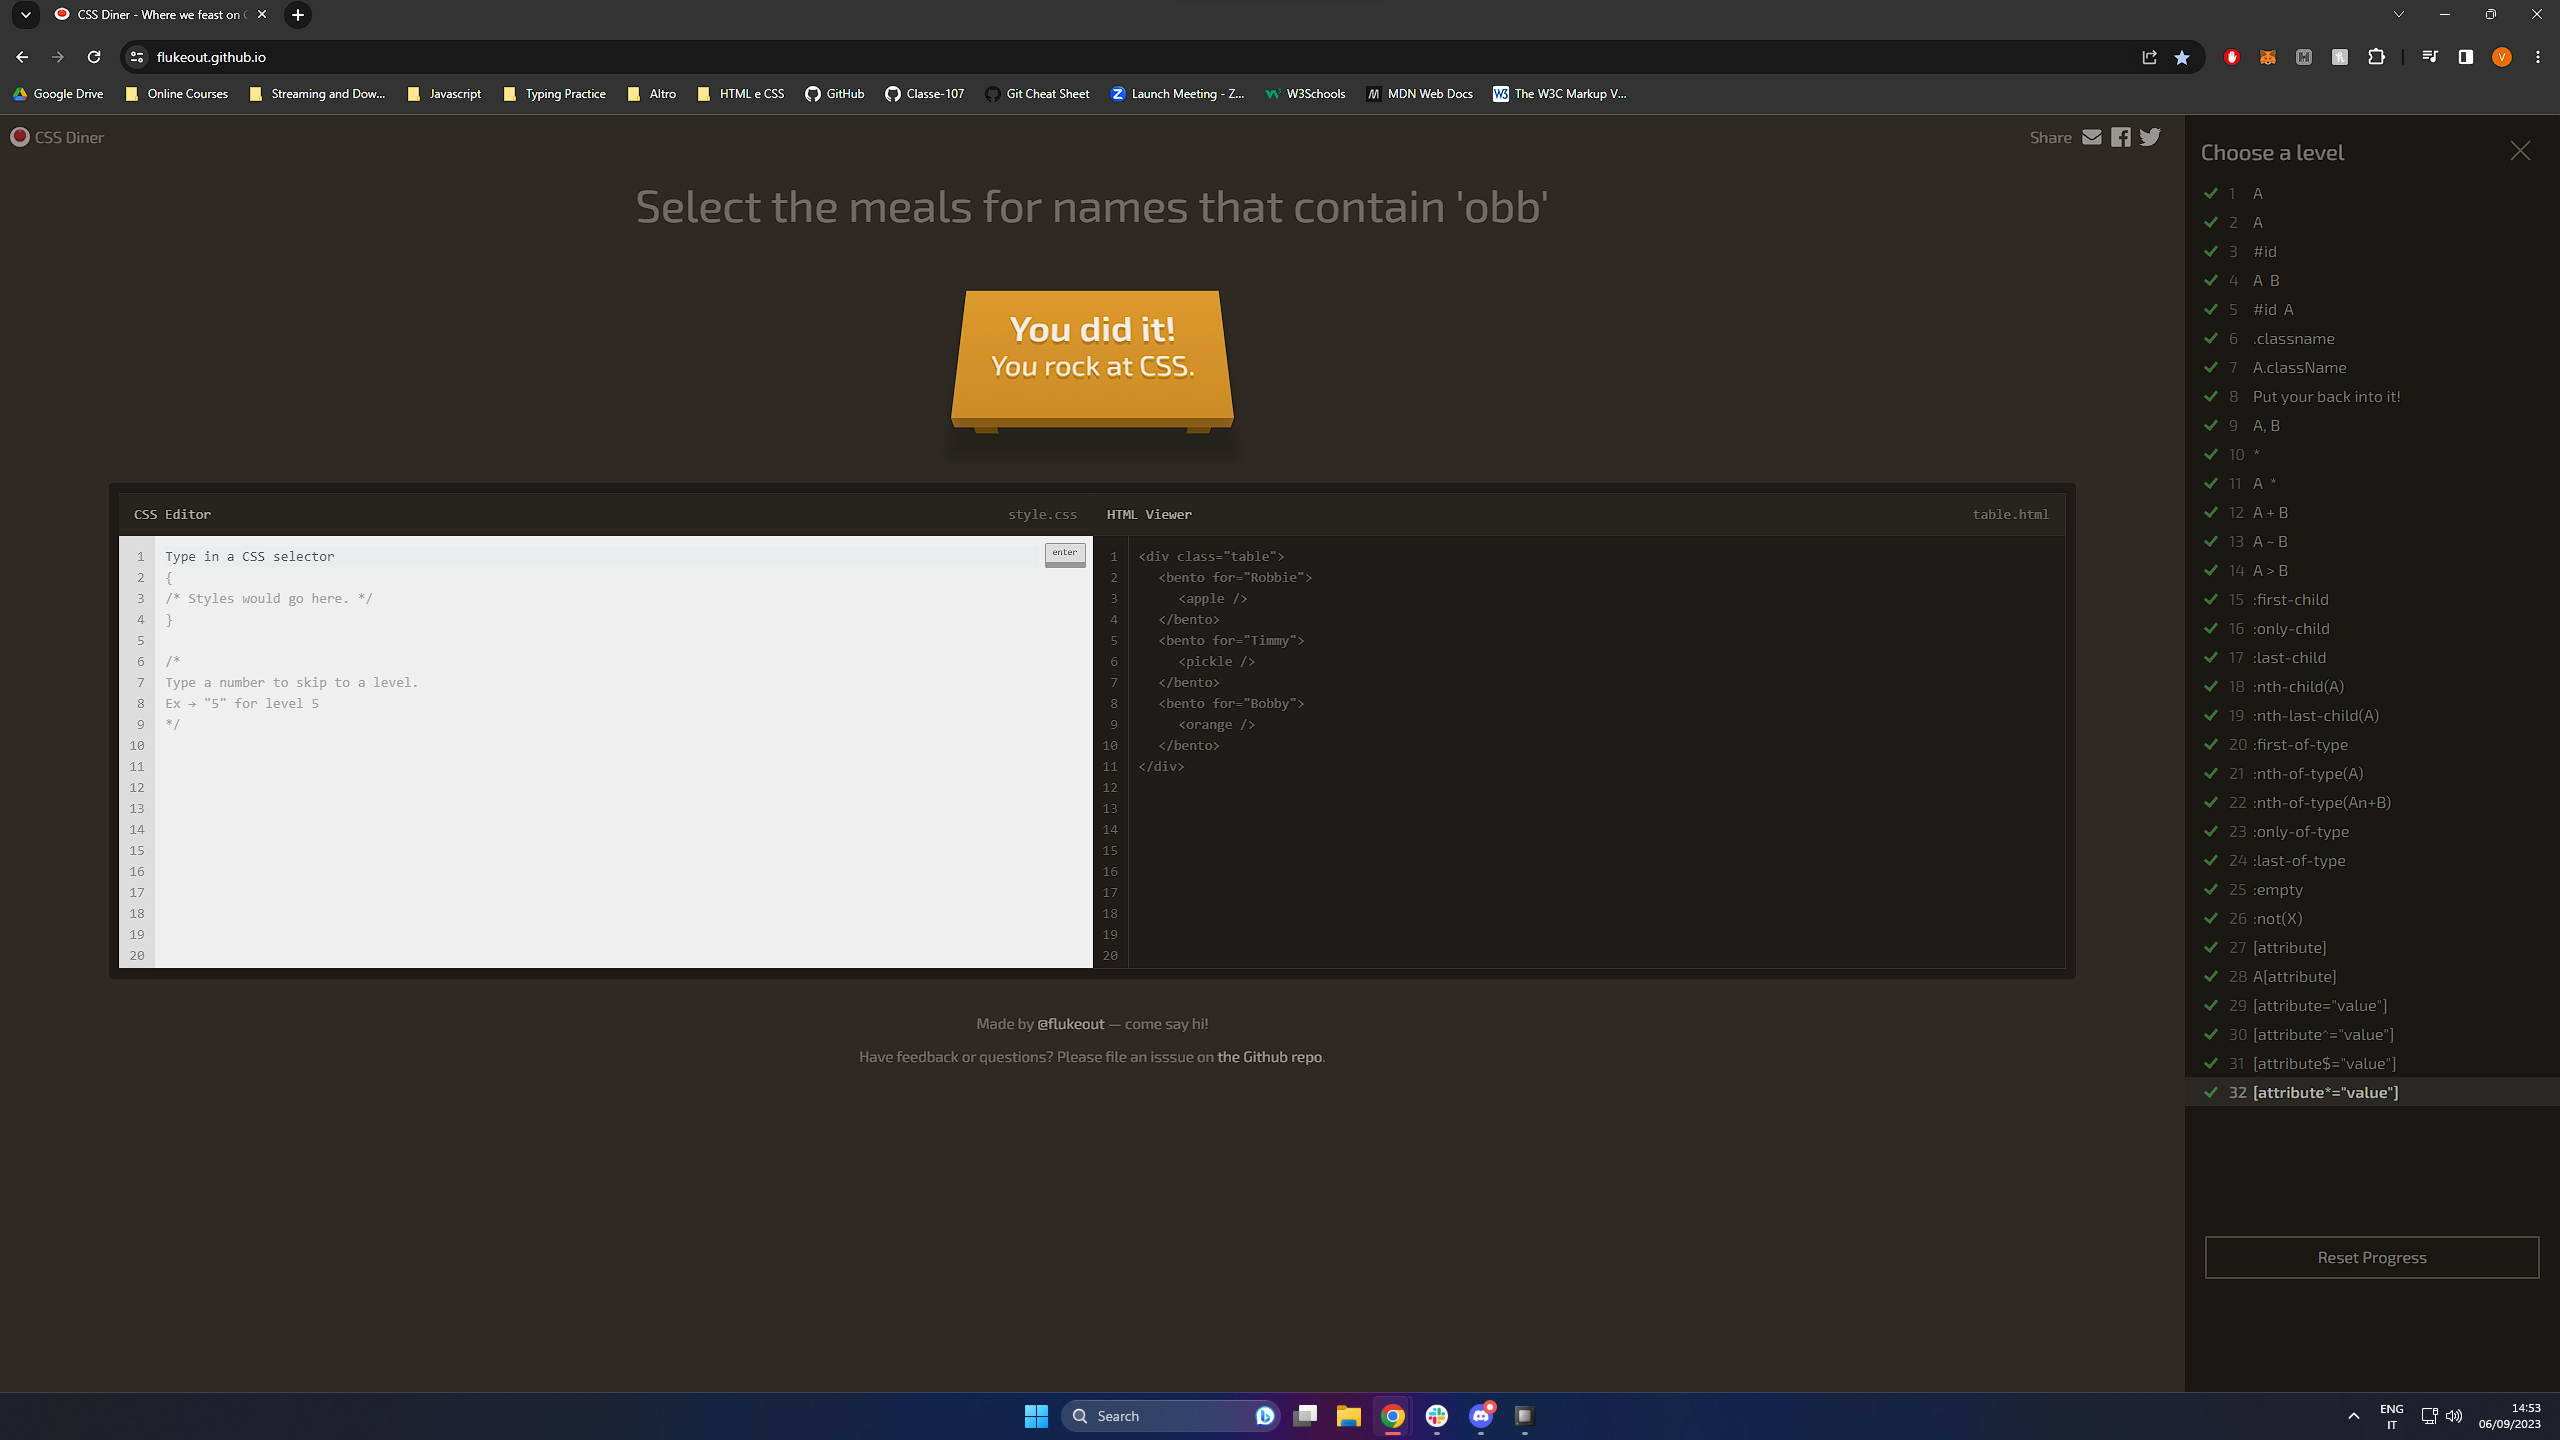 CSS Diner - Where we feast on C
flukeout.github.io
V
Google Drive
Online Courses
Streaming and Dow...
Javascript
Typing Practice
Altro
HTML e CSS
GitHub
Classe-107
Git Cheat Sheet
Launch Meeting - Z...
W3Schools
MDN Web Docs
The W3C Markup V...
CSS Diner
Share
Select the meals for names that contain 'obb'
You did it!
You rock at CSS.
CSS Editor
style.css
1 Type in a CSS selector
enter
2 {
3 /* Styles would go here. */
4 }
5
6 /*
7 Type a number to skip to a level.
8 Ex → "5" for level 5
9 */
10
11
12
13
14
15
16
17
18
19
20
HTML Viewer
table.html
1 <div class="table">
2 <bento for="Robbie">
3 <apple />
4 </bento>
5 <bento for="Timmy">
6 <pickle />
7 </bento>
8 <bento for="Bobby">
9 <orange />
10 </bento>
11 </div>
12
13
14
15
16
17
18
19
20
Made by @flukeout — come say hi!
Have feedback or questions? Please file an isssue on the Github repo.
Choose a level
1 A
2 A
3 #id
4 A B
5 #id A
6 .classname
7 A.className
8 Put your back into it!
9 A, B
10 *
11 A *
12 A + B
13 A ~ B
14 A > B
15 :first-child
16 :only-child
17 :last-child
18 :nth-child(A)
19 :nth-last-child(A)
20 :first-of-type
21 :nth-of-type(A)
22 :nth-of-type(An+B)
23 :only-of-type
24 :last-of-type
25 :empty
26 :not(X)
27 [attribute]
28 A[attribute]
29 [attribute="value"]
30 [attribute^="value"]
31 [attribute$="value"]
32 [attribute*="value"]
Reset Progress
Search
ENG
IT
14:53
06/09/2023